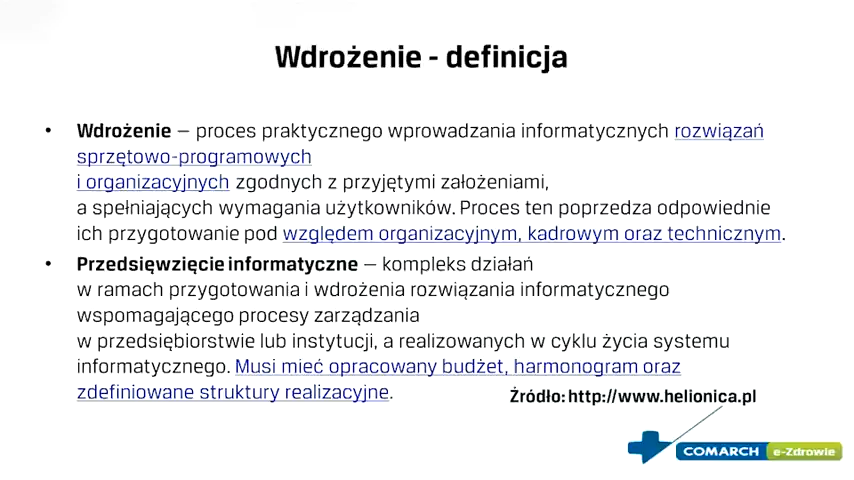 Wdrożenie - definicja
• Wdrożenie – proces praktycznego wprowadzania informatycznych rozwiązań
sprzętowo-programowych
i organizacyjnych zgodnych z przyjętymi założeniami,
a spełniających wymagania użytkowników. Proces ten poprzedza odpowiednie
ich przygotowanie pod względem organizacyjnym, kadrowym oraz technicznym.
• Przedsięwzięcie informatyczne – kompleks działań
w ramach przygotowania i wdrożenia rozwiązania informatycznego
wspomagającego procesy zarządzania
w przedsiębiorstwie lub instytucji, a realizowanych w cyklu życia systemu
informatycznego. Musi mieć opracowany budżet, harmonogram oraz
zdefiniowane struktury realizacyjne.
Źródło: http://www.helionica.pl
COMARCH e-Zdrowie